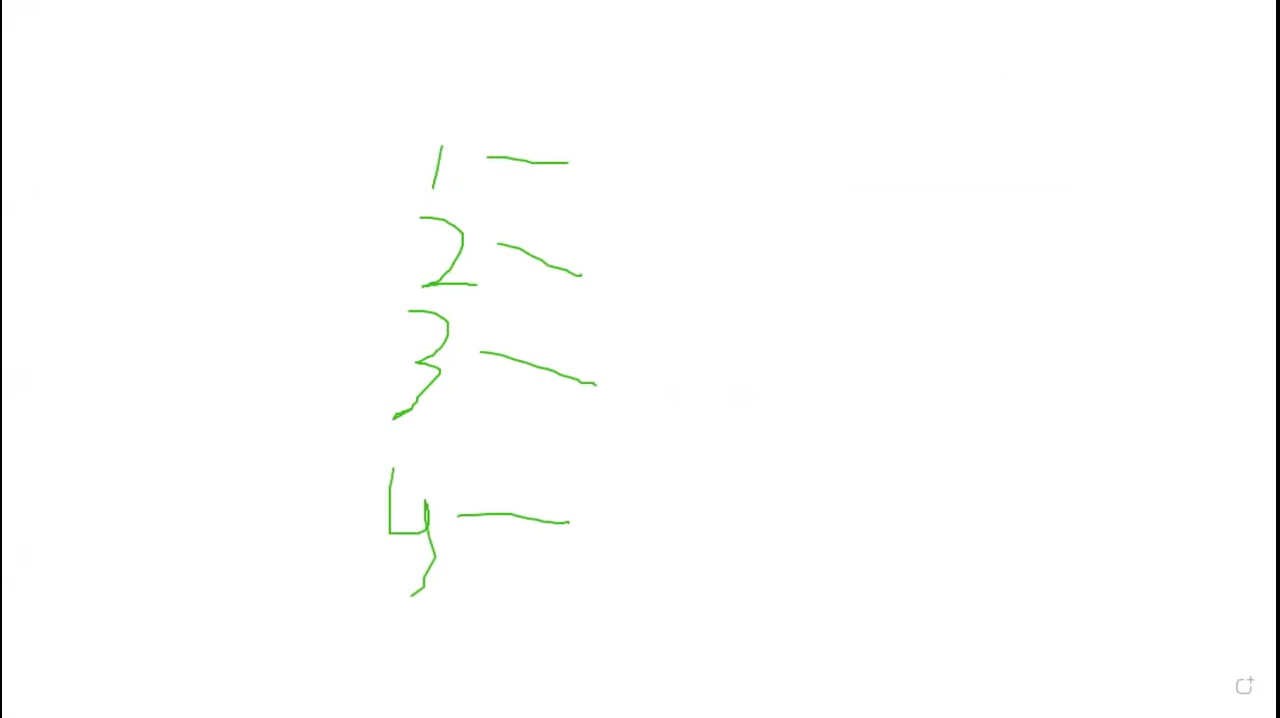 1 —
2 —
3 —
4 —